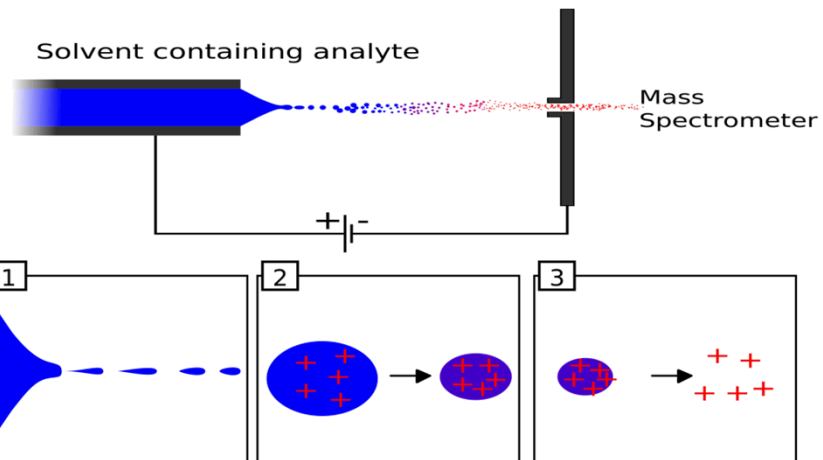 Solvent containing analyte
Mass
Spectrometer
+ -
1
2
3